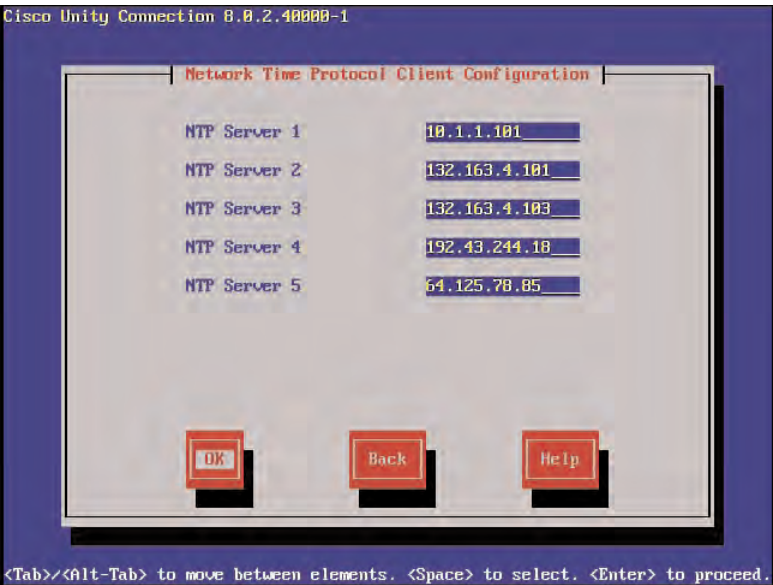 Cisco Unity Connection 8.0.2.40000-1
Network Time Protocol Client Configuration
NTP Server 1 10.1.1.101
NTP Server 2 132.163.4.101
NTP Server 3 132.163.4.103
NTP Server 4 192.43.244.18
NTP Server 5 64.125.78.85
OK Back Help
<Tab>/<Alt-Tab> to move between elements. <Space> to select. <Enter> to proceed.